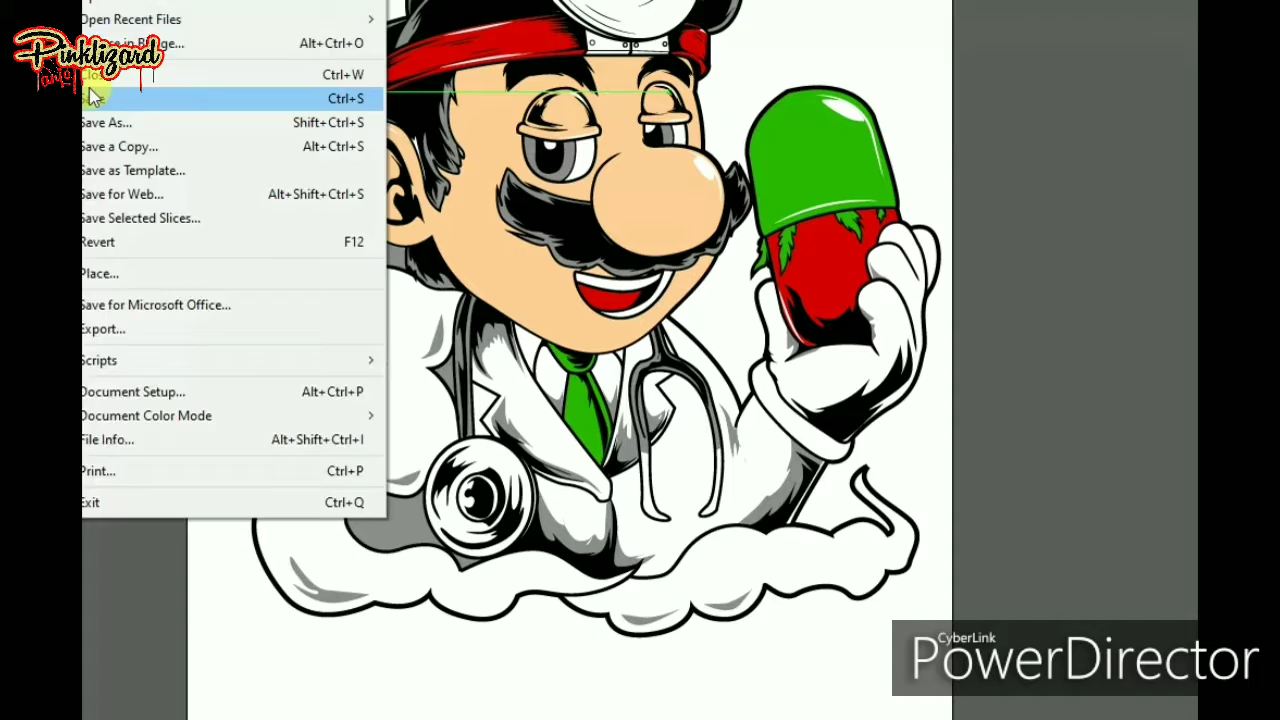 Open Recent Files
Alt+Ctrl+O
Pinklizard
Ctrl+W
Ctrl+S
Save As... Shift+Ctrl+S
Save a Copy... Alt+Ctrl+S
Save as Template...
Save for Web... Alt+Shift+Ctrl+S
Save Selected Slices...
Revert F12
Place...
Save for Microsoft Office...
Export...
Scripts
Document Setup... Alt+Ctrl+P
Document Color Mode
File Info... Alt+Shift+Ctrl+I
Print... Ctrl+P
Exit Ctrl+Q
CyberLink
PowerDirector